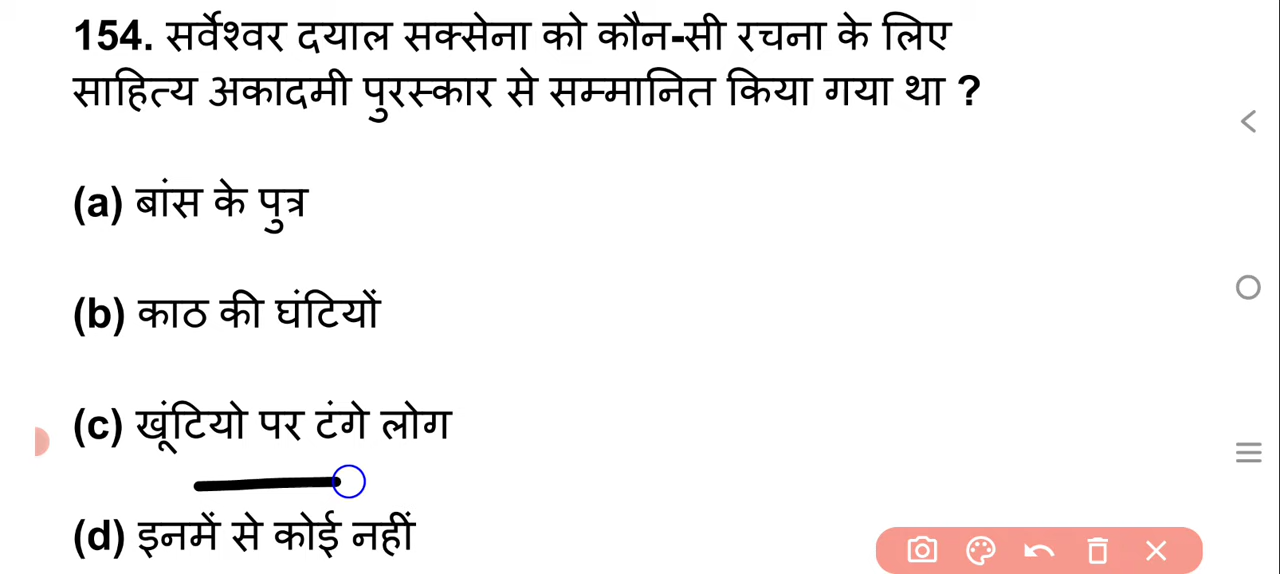 154. सर्वेश्वर दयाल सक्सेना को कौन-सी रचना के लिए
साहित्य अकादमी पुरस्कार से सम्मानित किया गया था ?
(a) बांस के पुत्र
(b) काठ की घंटियों
(c) खूंटियो पर टंगे लोग
(d) इनमें से कोई नहीं